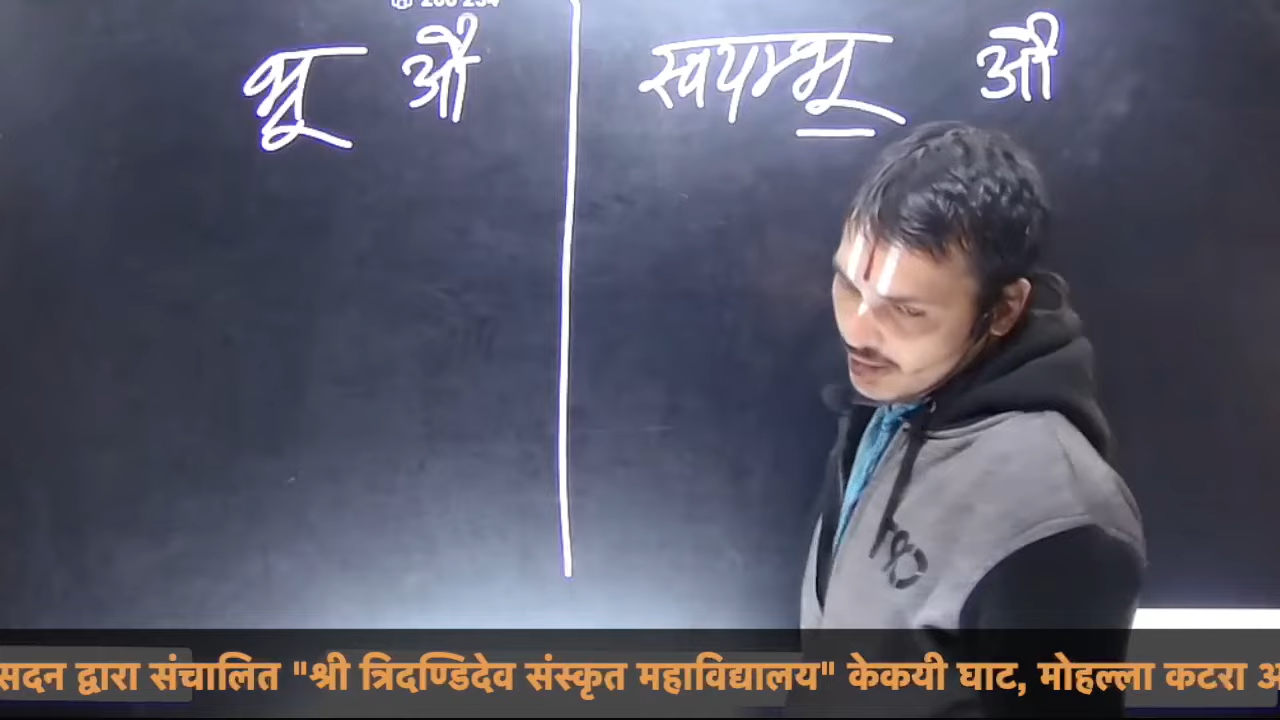 भ्रू औ
स्वयम्भू औ
सदन द्वारा संचालित "श्री त्रिदण्डिदेव संस्कृत महाविद्यालय" केकयी घाट, मोहल्ला कटरा अ